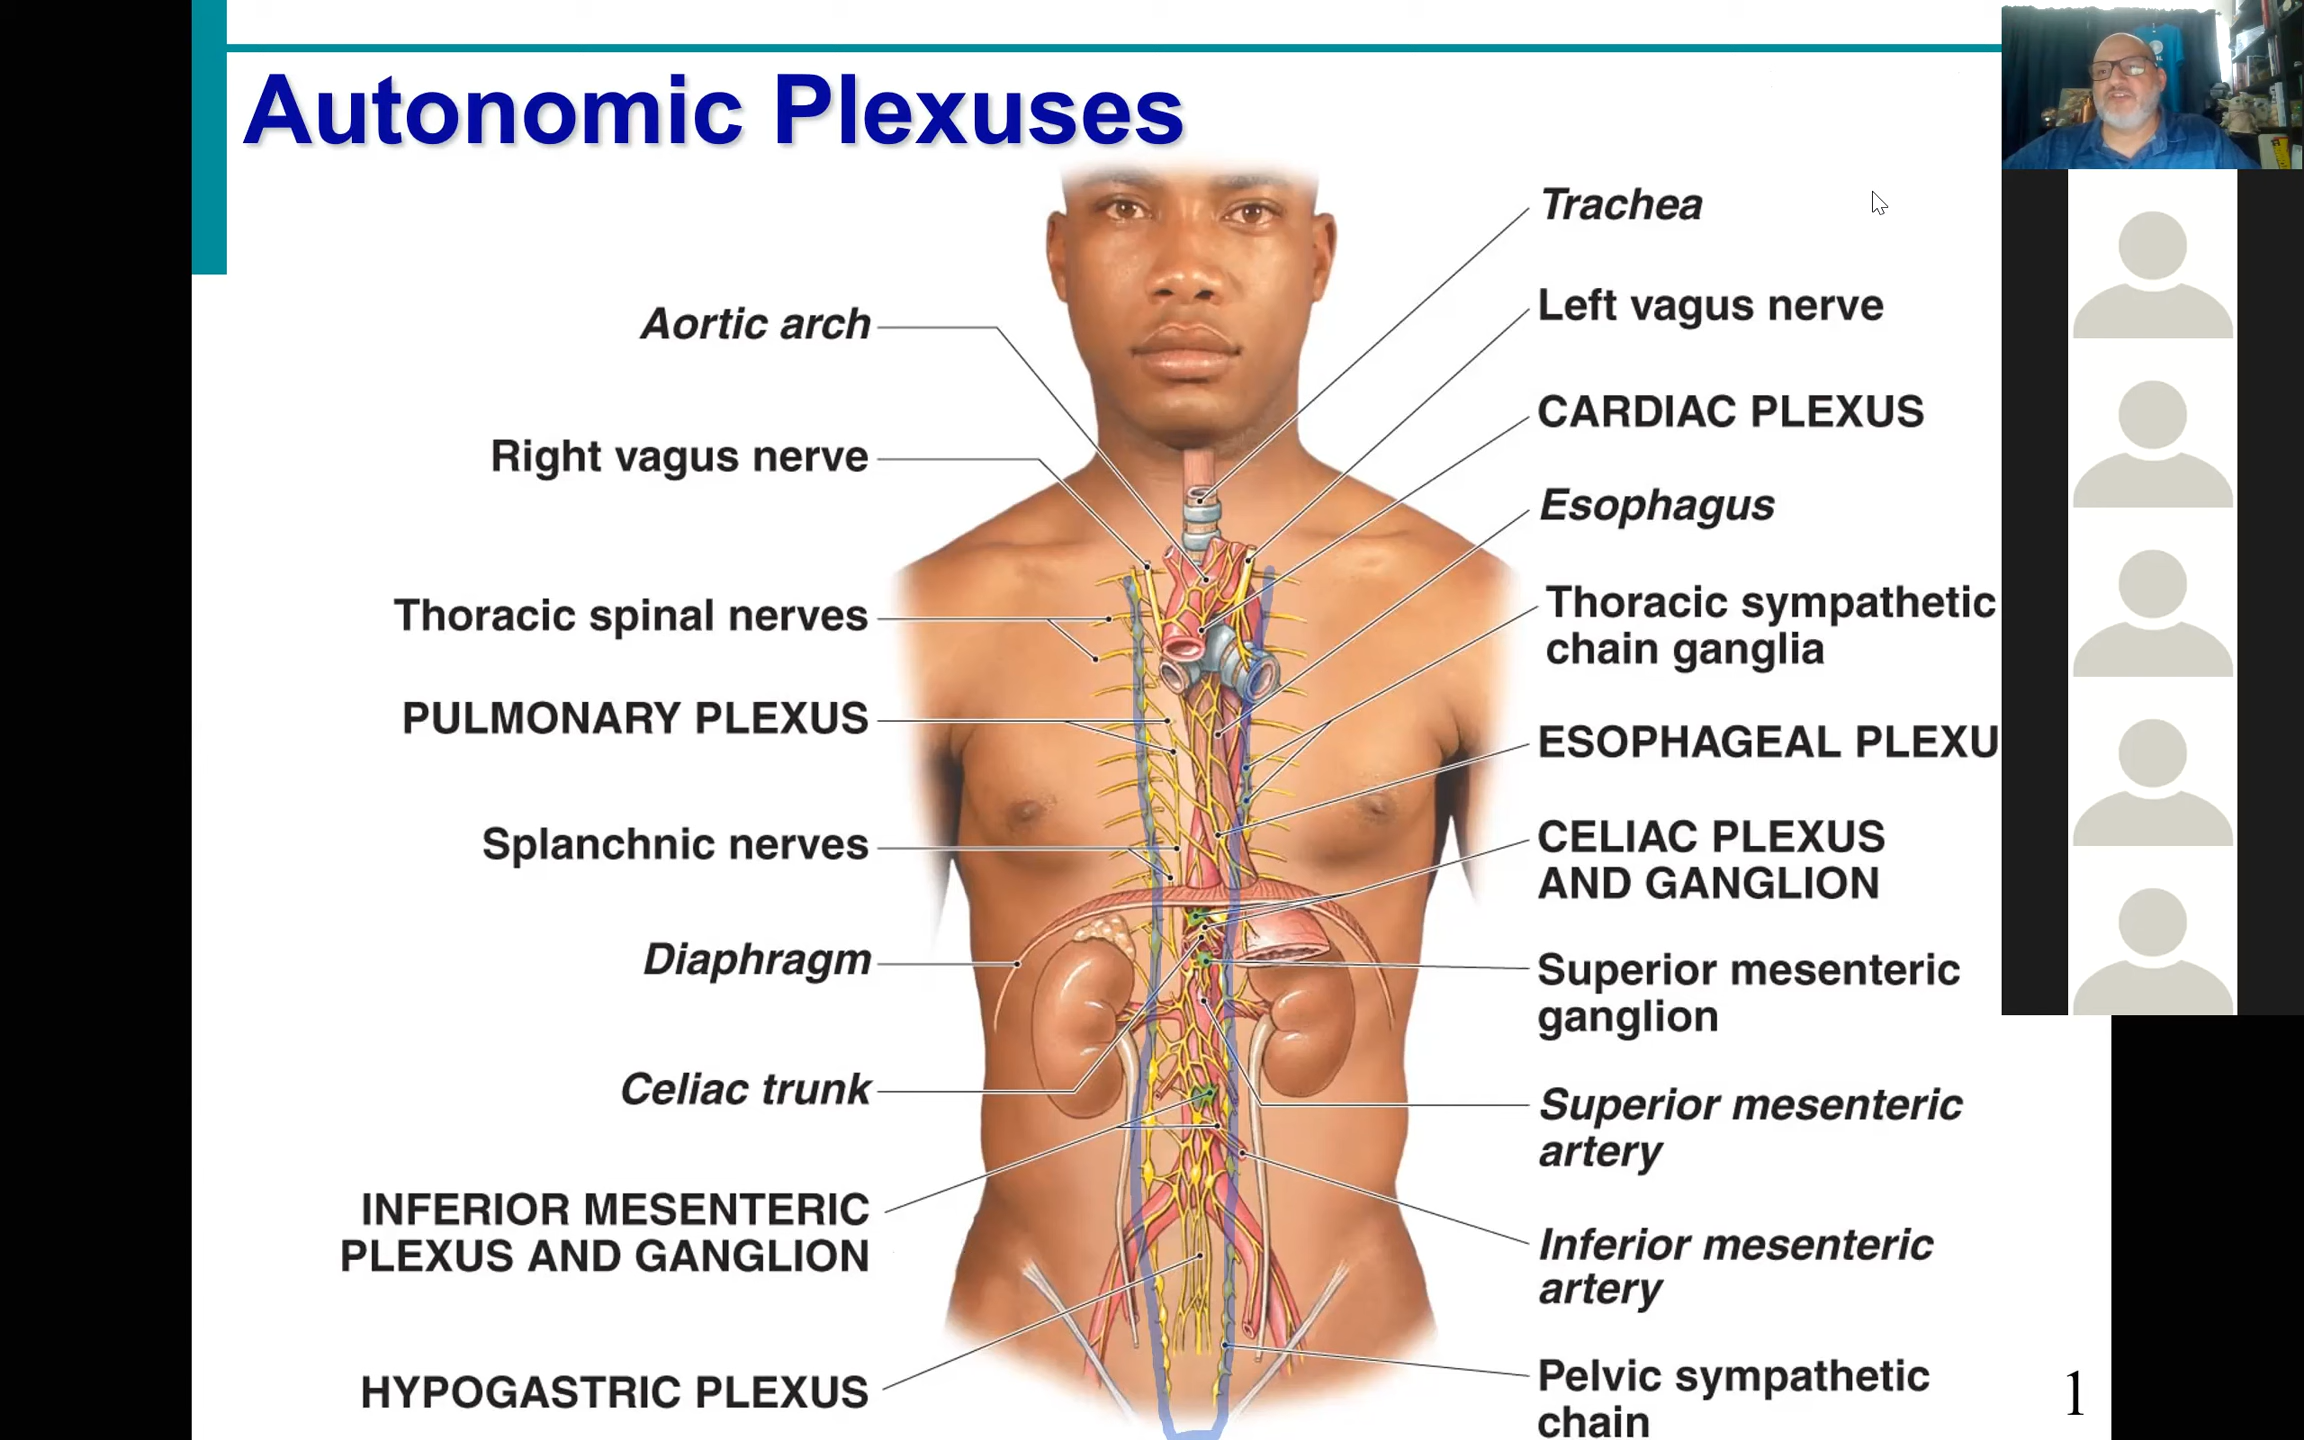 Autonomic Plexuses
Trachea
Left vagus nerve
Aortic arch
CARDIAC PLEXUS
Right vagus nerve
Esophagus
Thoracic spinal nerves
Thoracic sympathetic
chain ganglia
PULMONARY PLEXUS
ESOPHAGEAL PLEXU
Splanchnic nerves
CELIAC PLEXUS
AND GANGLION
Diaphragm
Superior mesenteric
ganglion
Celiac trunk
Superior mesenteric
artery
INFERIOR MESENTERIC
PLEXUS AND GANGLION
Inferior mesenteric
artery
HYPOGASTRIC PLEXUS
Pelvic sympathetic
chain
1